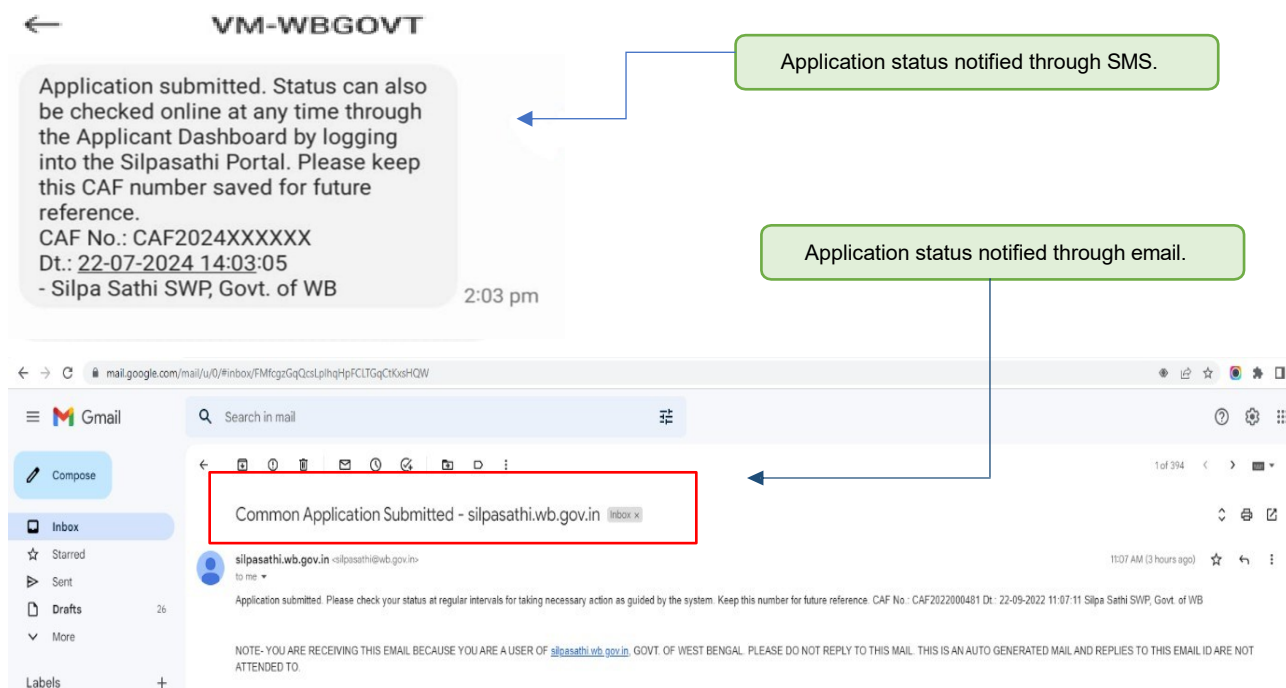 VM-WBGOVT
Application submitted. Status can also
be checked online at any time through
the Applicant Dashboard by logging
into the Silpasathi Portal. Please keep
this CAF number saved for future
reference.
CAF No.: CAF2024XXXXXX
Dt.: 22-07-2024 14:03:05
- Silpa Sathi SWP, Govt. of WB
2:03 pm
Application status notified through SMS.
Application status notified through email.
mail.google.com/mail/u/0/#inbox/FMfcgzGqQcsLpIhqHpFCLTGqCtKxsHQW
Gmail
Search in mail
Compose
1 of 394
Inbox
Starred
Sent
Drafts 26
More
Labels +
Common Application Submitted - silpasathi.wb.gov.in Inbox x
silpasathi.wb.gov.in <silpasathi@wb.gov.in>
to me
11:07 AM (3 hours ago)
Application submitted. Please check your status at regular intervals for taking necessary action as guided by the system. Keep this number for future reference. CAF No.: CAF2022000481 Dt.: 22-09-2022 11:07:11 Silpa Sathi SWP, Govt. of WB
NOTE- YOU ARE RECEIVING THIS EMAIL BECAUSE YOU ARE A USER OF silpasathi.wb.gov.in, GOVT. OF WEST BENGAL. PLEASE DO NOT REPLY TO THIS MAIL. THIS IS AN AUTO GENERATED MAIL AND REPLIES TO THIS EMAIL ID ARE NOT
ATTENDED TO.